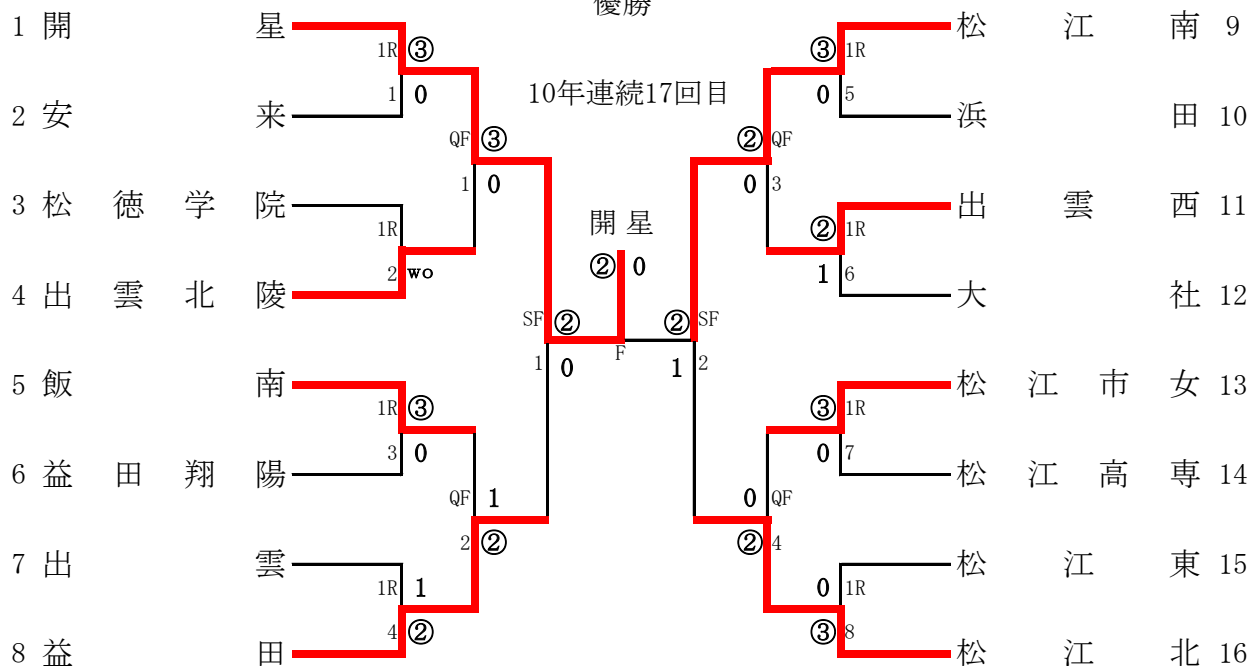 優勝
10年連続17回目
開星
② 0
F
1 開星
1R ③
1 0
2 安来
QF ③
1 0
3 松徳学院
1R
2 wo
4 出雲北陵
SF ②
1 0
5 飯南
1R ③
3 0
6 益田翔陽
QF 1
2 ②
7 出雲
1R 1
4 ②
8 益田
松江南 9
③ 1R
0 5
浜田 10
② QF
0 3
出雲西 11
② 1R
1 6
大社 12
② SF
1 2
松江市女 13
③ 1R
0 7
松江高専 14
0 QF
② 4
松江東 15
0 1R
③ 8
松江北 16